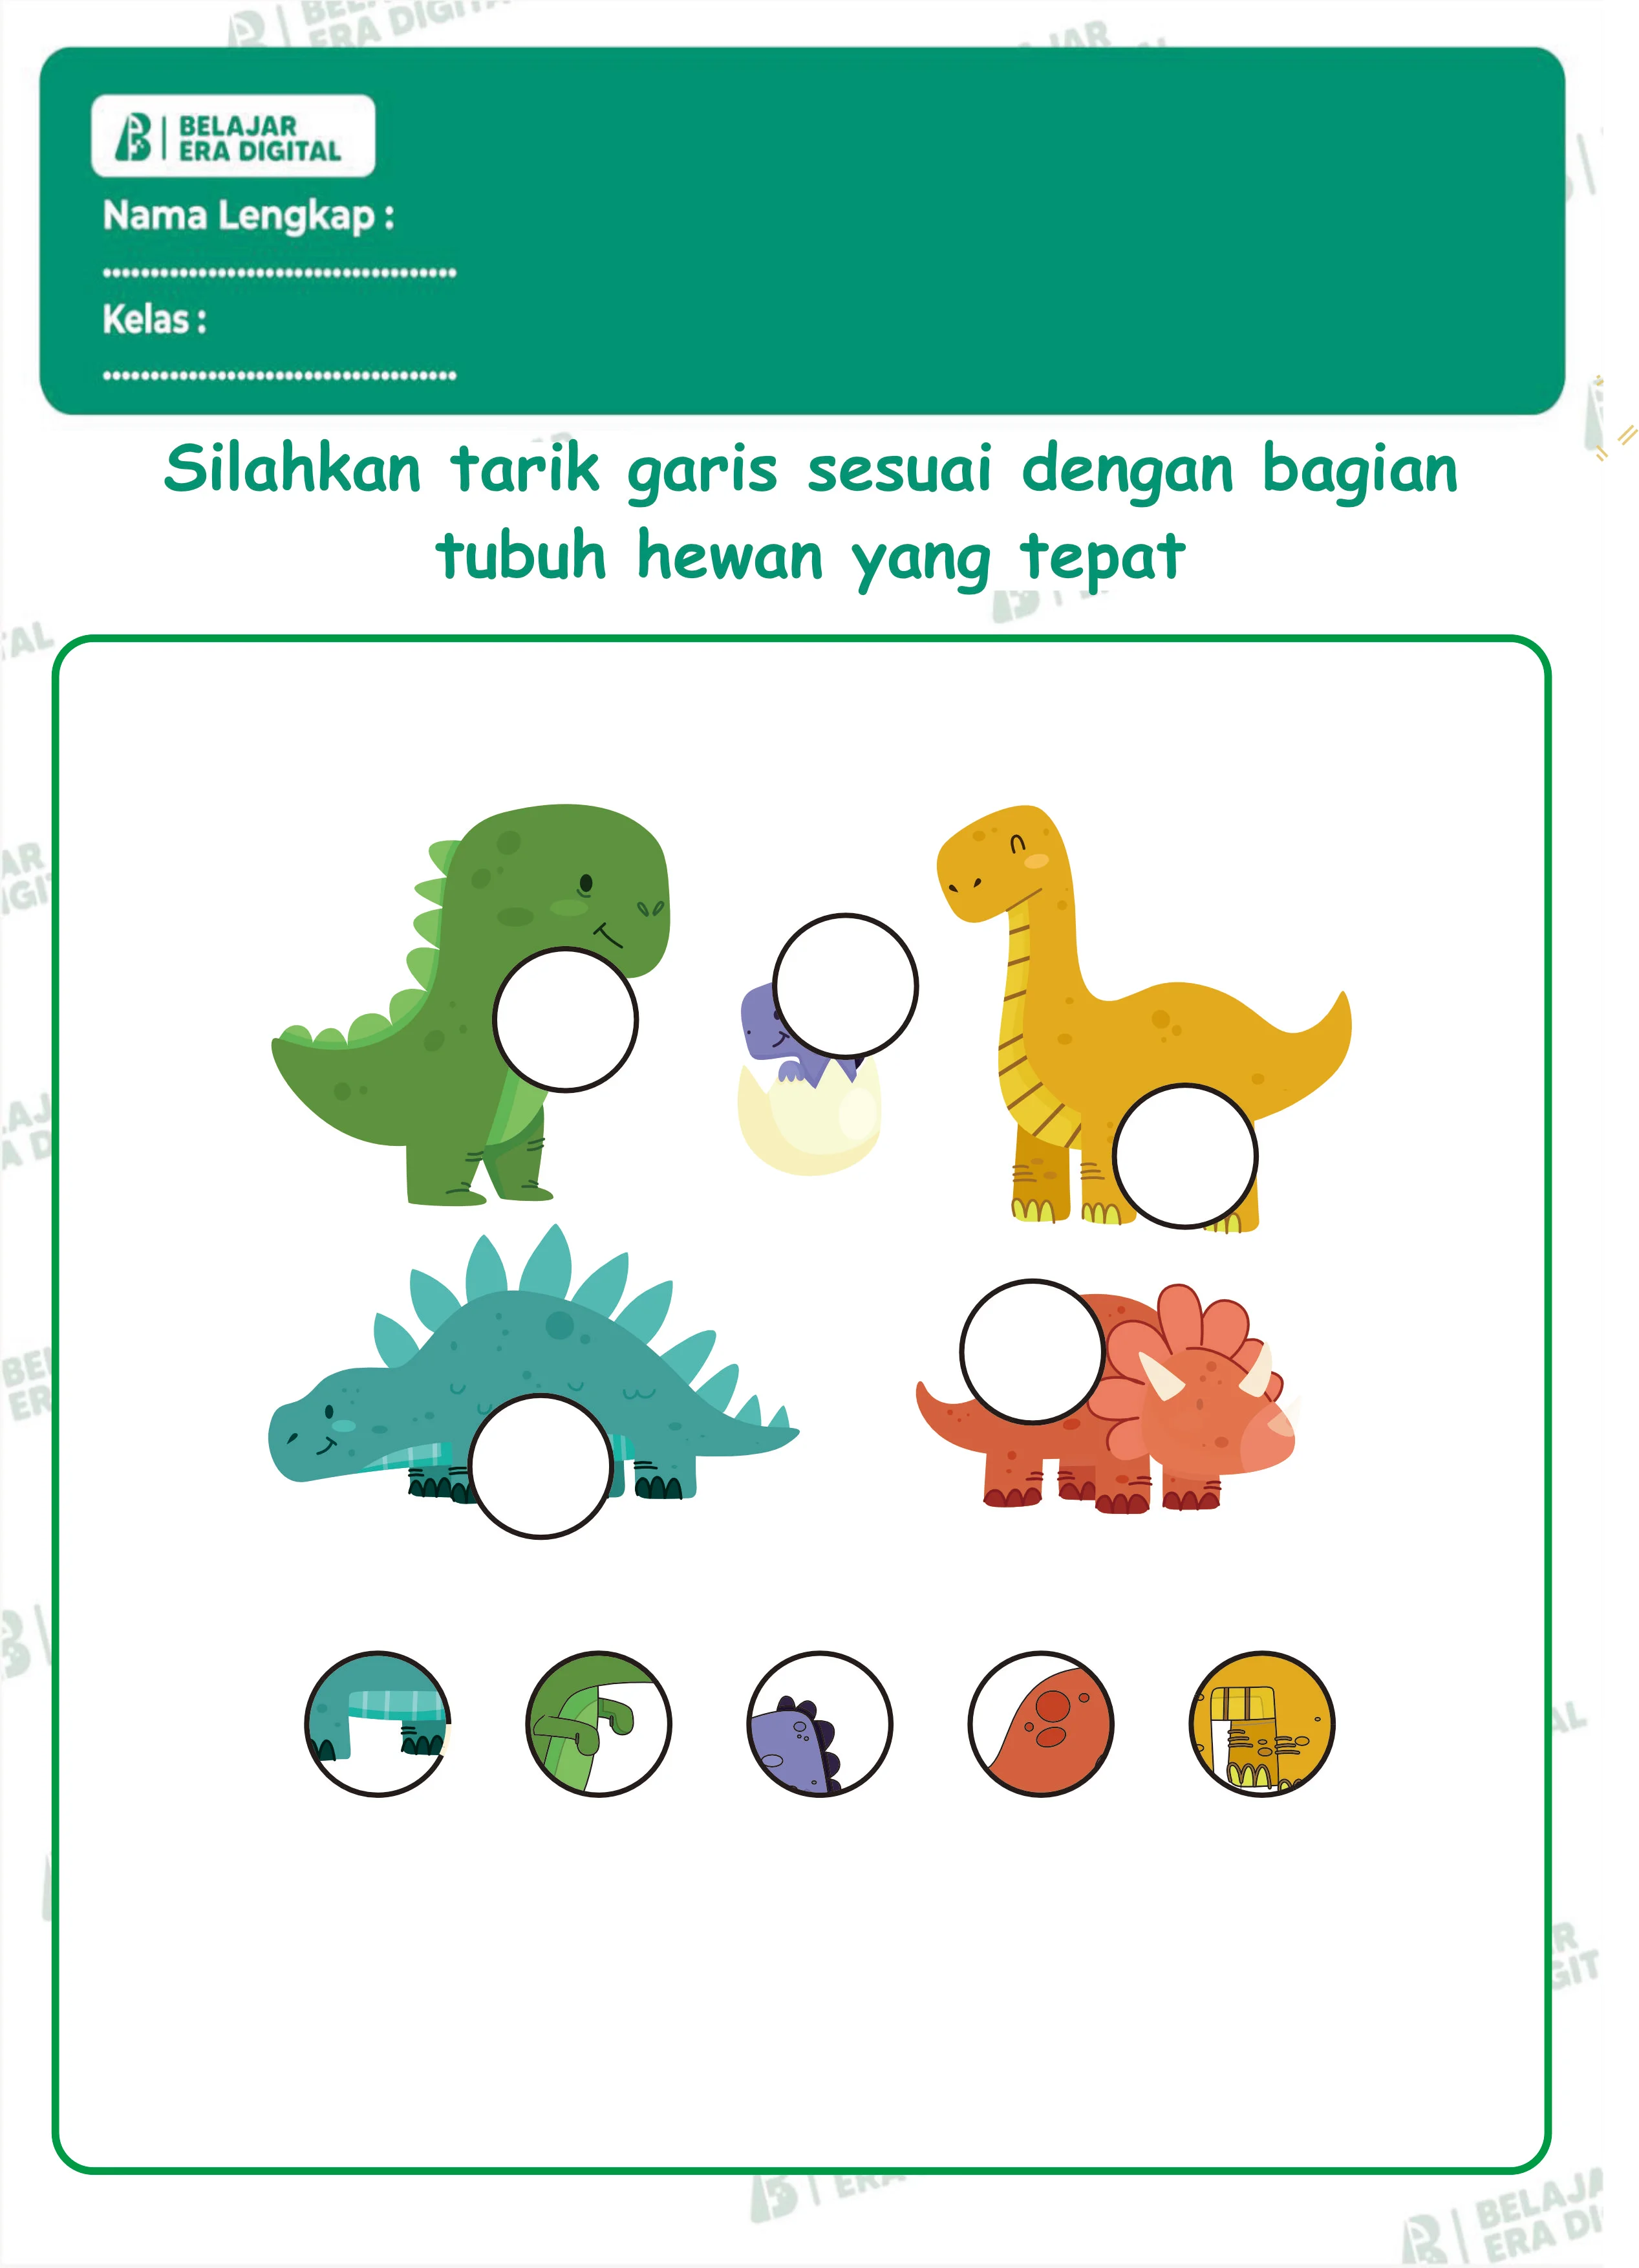 BELAJAR
ERA DIGITAL
Nama Lengkap :
Kelas :
Silahkan tarik garis sesuai dengan bagian
tubuh hewan yang tepat